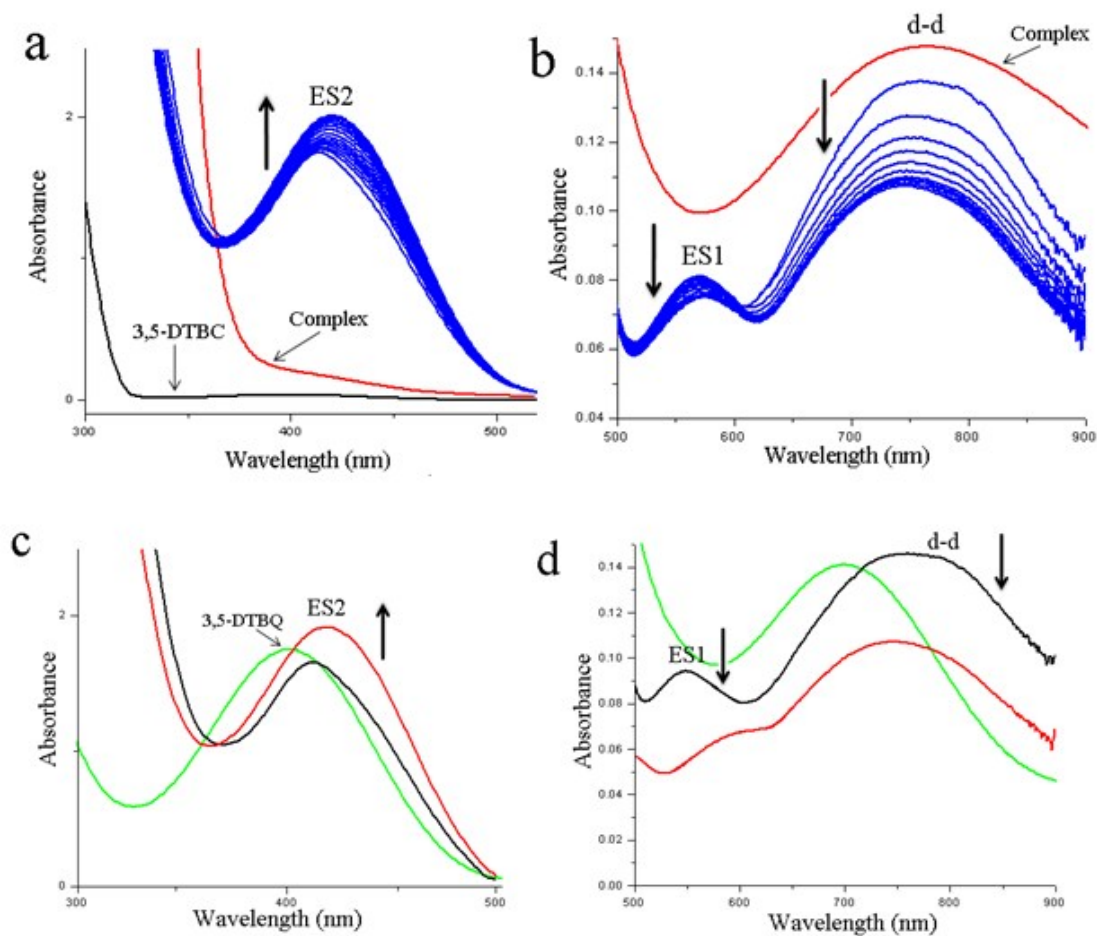 a
ES2
2
Absorbance
3,5-DTBC
Complex
0
300
400
500
Wavelength (nm)
b
d-d
Complex
0.14
0.12
0.10
0.08
0.06
0.04
Absorbance
ES1
500
600
700
800
900
Wavelength (nm)
c
3,5-DTBQ
ES2
2
0
Absorbance
300
400
500
Wavelength (nm)
d
d-d
ES1
0.14
0.12
0.10
0.08
0.06
0.04
0.02
0.00
Absorbance
500
600
700
800
900
Wavelength (nm)